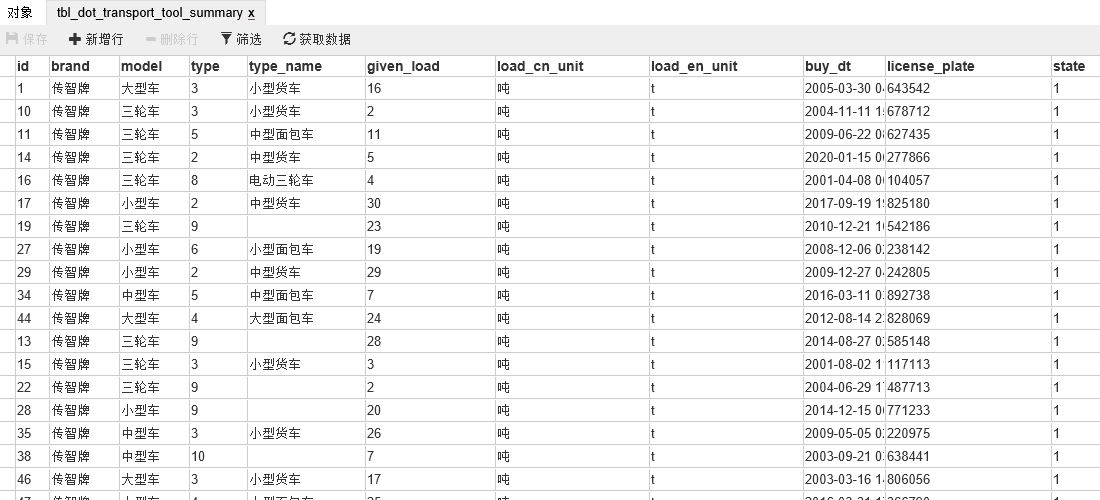 对象 tbl_dot_transport_tool_summary x
保存 新增行 删除行 筛选 获取数据
id brand model type type_name given_load load_cn_unit load_en_unit buy_dt license_plate state
1 传智牌 大型车 3 小型货车 16 吨 t 2005-03-30 643542 1
10 传智牌 三轮车 3 小型货车 2 吨 t 2004-11-11 678712 1
11 传智牌 三轮车 5 中型面包车 11 吨 t 2009-06-22 627435 1
14 传智牌 三轮车 2 中型货车 5 吨 t 2020-01-15 277866 1
16 传智牌 三轮车 8 电动三轮车 4 吨 t 2001-04-08 104057 1
17 传智牌 小型车 2 中型货车 30 吨 t 2017-09-19 825180 1
19 传智牌 三轮车 9 23 吨 t 2010-12-21 542186 1
27 传智牌 小型车 6 小型面包车 19 吨 t 2008-12-06 238142 1
29 传智牌 小型车 2 中型货车 29 吨 t 2009-12-27 242805 1
34 传智牌 中型车 5 中型面包车 7 吨 t 2016-03-11 892738 1
44 传智牌 大型车 4 大型面包车 24 吨 t 2012-08-14 828069 1
13 传智牌 三轮车 9 28 吨 t 2014-08-27 585148 1
15 传智牌 三轮车 3 小型货车 3 吨 t 2001-08-02 117113 1
22 传智牌 三轮车 9 2 吨 t 2004-06-29 487713 1
28 传智牌 小型车 9 20 吨 t 2014-12-15 771233 1
35 传智牌 中型车 3 小型货车 26 吨 t 2009-05-05 220975 1
38 传智牌 中型车 10 7 吨 t 2003-09-21 638441 1
46 传智牌 大型车 3 小型货车 17 吨 t 2003-03-16 806056 1